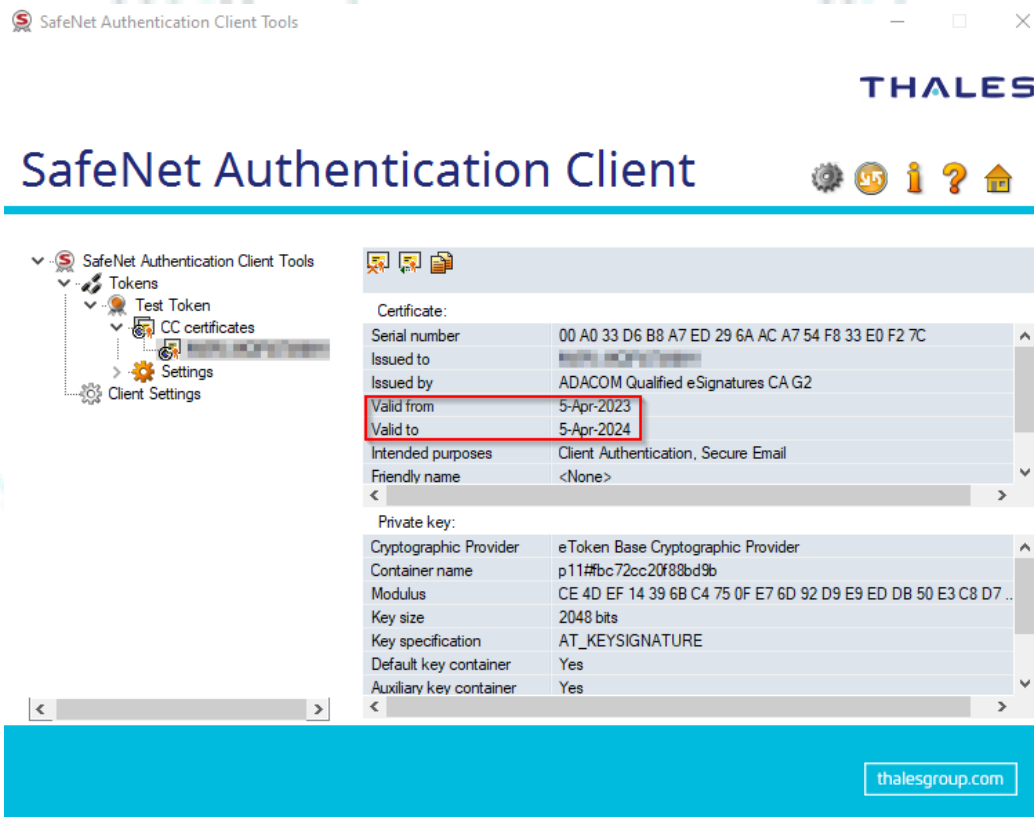 SafeNet Authentication Client Tools
THALES
SafeNet Authentication Client
SafeNet Authentication Client Tools
Tokens
Test Token
CC certificates
Settings
Client Settings
Certificate:
Serial number 00 A0 33 D6 B8 A7 ED 29 6A AC A7 54 F8 33 E0 F2 7C
Issued to
Issued by ADACOM Qualified eSignatures CA G2
Valid from 5-Apr-2023
Valid to 5-Apr-2024
Intended purposes Client Authentication, Secure Email
Friendly name <None>
Private key:
Cryptographic Provider eToken Base Cryptographic Provider
Container name p11#fbc72cc20f88bd9b
Modulus CE 4D EF 14 39 6B C4 75 0F E7 6D 92 D9 E9 ED DB 50 E3 C8 D7 ..
Key size 2048 bits
Key specification AT_KEYSIGNATURE
Default key container Yes
Auxiliary key container Yes
thalesgroup.com